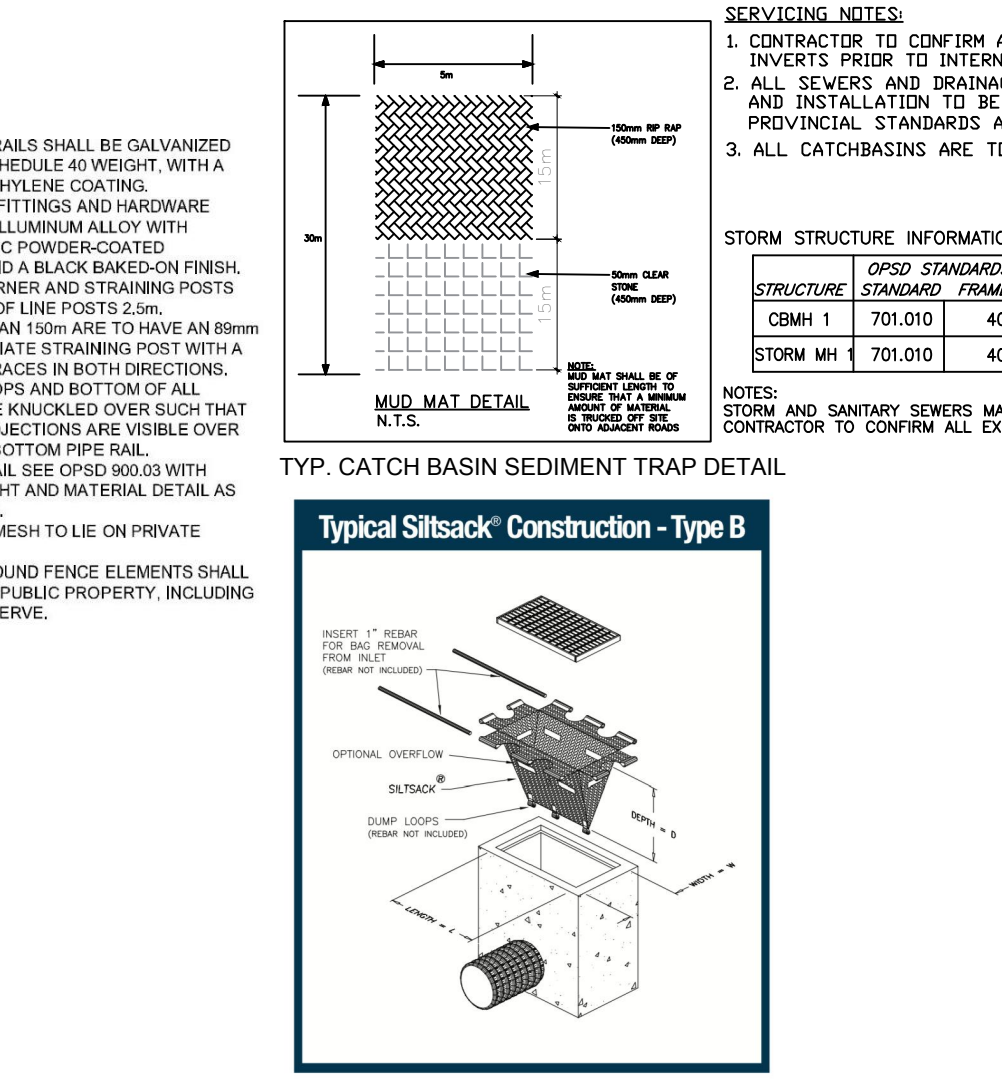 RAILS SHALL BE GALVANIZED
HEDULE 40 WEIGHT, WITH A
HYLENE COATING.
FITTINGS AND HARDWARE
LLUMINUM ALLOY WITH
C POWDER-COATED
ID A BLACK BAKED-ON FINISH.
RNER AND STRAINING POSTS
OF LINE POSTS 2.5m.
AN 150m ARE TO HAVE AN 89mm
IATE STRAINING POST WITH A
RACES IN BOTH DIRECTIONS.
OPS AND BOTTOM OF ALL
E KNUCKLED OVER SUCH THAT
JECTIONS ARE VISIBLE OVER
BOTTOM PIPE RAIL.
AIL SEE OPSD 900.03 WITH
HT AND MATERIAL DETAIL AS
.
MESH TO LIE ON PRIVATE
OUND FENCE ELEMENTS SHALL
PUBLIC PROPERTY, INCLUDING
ERVE.
5m
30m
15m
15m
150mm RIP RAP
(450mm DEEP)
50mm CLEAR
STONE
(450mm DEEP)
MUD MAT DETAIL
N.T.S.
NOTE:
MUD MAT SHALL BE OF
SUFFICIENT LENGTH TO
ENSURE THAT A MINIMUM
AMOUNT OF MATERIAL
IS TRUCKED OFF SITE
ONTO ADJACENT ROADS
SERVICING NOTES:
1. CONTRACTOR TO CONFIRM A
INVERTS PRIOR TO INTERN
2. ALL SEWERS AND DRAINAG
AND INSTALLATION TO BE
PROVINCIAL STANDARDS A
3. ALL CATCHBASINS ARE TO
STORM STRUCTURE INFORMATIO
OPSD STANDARDS
STRUCTURE STANDARD FRAME
CBMH 1 701.010 40
STORM MH 1 701.010 40
NOTES:
STORM AND SANITARY SEWERS MA
CONTRACTOR TO CONFIRM ALL EX
TYP. CATCH BASIN SEDIMENT TRAP DETAIL
Typical Siltsack® Construction - Type B
INSERT 1" REBAR
FOR BAG REMOVAL
FROM INLET
(REBAR NOT INCLUDED)
OPTIONAL OVERFLOW
SILTSACK®
DUMP LOOPS
(REBAR NOT INCLUDED)
DEPTH = D
WIDTH = W
LENGTH = L